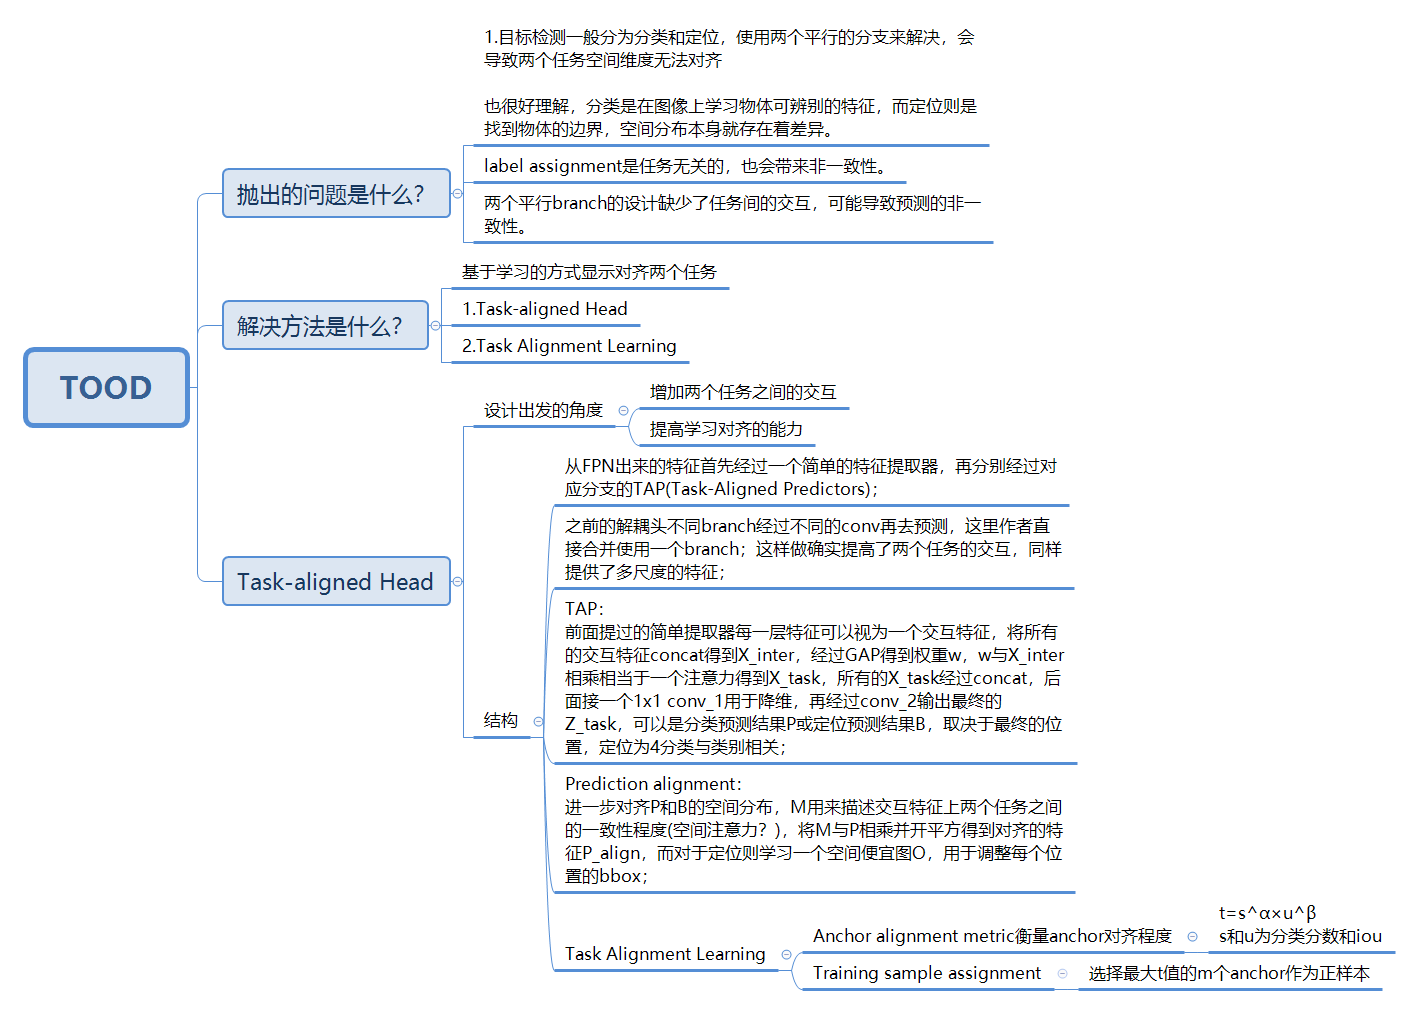 TOOD
抛出的问题是什么？
1.目标检测一般分为分类和定位，使用两个平行的分支来解决，会
导致两个任务空间维度无法对齐
也很好理解，分类是在图像上学习物体可辨别的特征，而定位则是
找到物体的边界，空间分布本身就存在着差异。
label assignment是任务无关的，也会带来非一致性。
两个平行branch的设计缺少了任务间的交互，可能导致预测的非一
致性。
解决方法是什么？
基于学习的方式显示对齐两个任务
1.Task-aligned Head
2.Task Alignment Learning
Task-aligned Head
设计出发的角度
增加两个任务之间的交互
提高学习对齐的能力
结构
从FPN出来的特征首先经过一个简单的特征提取器，再分别经过对
应分支的TAP(Task-Aligned Predictors)；
之前的解耦头不同branch经过不同的conv再去预测，这里作者直
接合并使用一个branch；这样做确实提高了两个任务的交互，同样
提供了多尺度的特征；
TAP：
前面提过的简单提取器每一层特征可以视为一个交互特征，将所有
的交互特征concat得到X_inter，经过GAP得到权重w，w与X_inter
相乘相当于一个注意力得到X_task，所有的X_task经过concat，后
面接一个1x1 conv_1用于降维，再经过conv_2输出最终的
Z_task，可以是分类预测结果P或定位预测结果B，取决于最终的位
置，定位为4分类与类别相关；
Prediction alignment：
进一步对齐P和B的空间分布，M用来描述交互特征上两个任务之间
的一致性程度(空间注意力？)，将M与P相乘并开平方得到对齐的特
征P_align，而对于定位则学习一个空间便宜图O，用于调整每个位
置的bbox；
Task Alignment Learning
Anchor alignment metric衡量anchor对齐程度
t=s^α×u^β
s和u为分类分数和iou
Training sample assignment
选择最大t值的m个anchor作为正样本